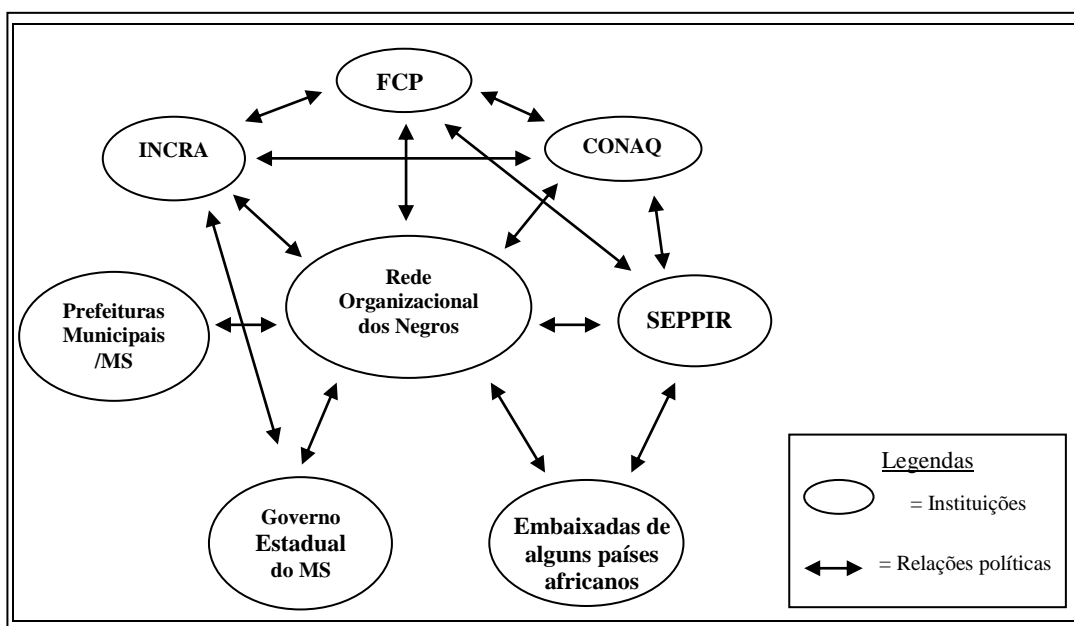 FCP
INCRA
CONAQ
Rede
Organizacional
dos Negros
Prefeituras
Municipais
/MS
SEPPIR
Governo
Estadual
do MS
Embaixadas de
alguns países
africanos
Legendas
= Instituições
= Relações políticas